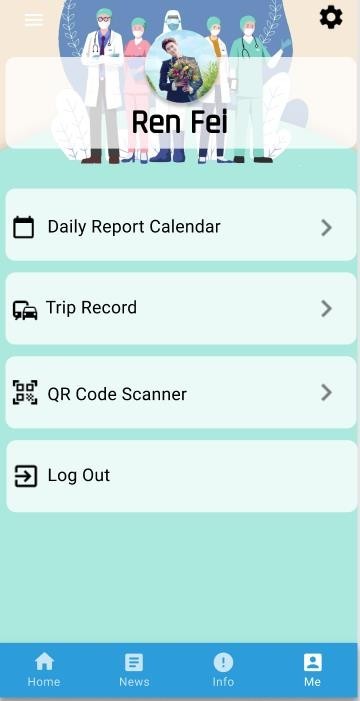 Ren Fei
Daily Report Calendar
Trip Record
QR Code Scanner
Log Out
Home
News
Info
Me